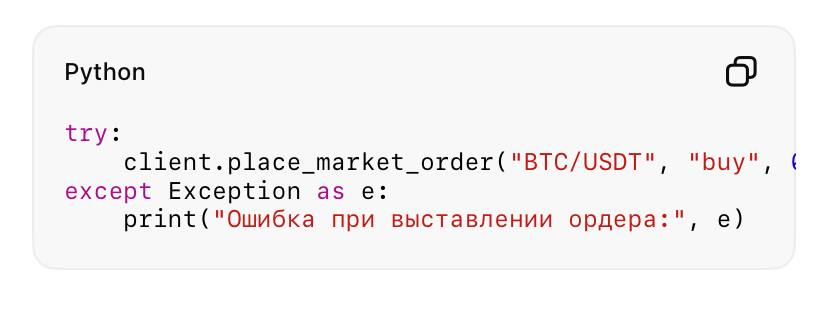 Python
try:
    client.place_market_order("BTC/USDT", "buy",
except Exception as e:
    print("Ошибка при выставлении ордера:", e)